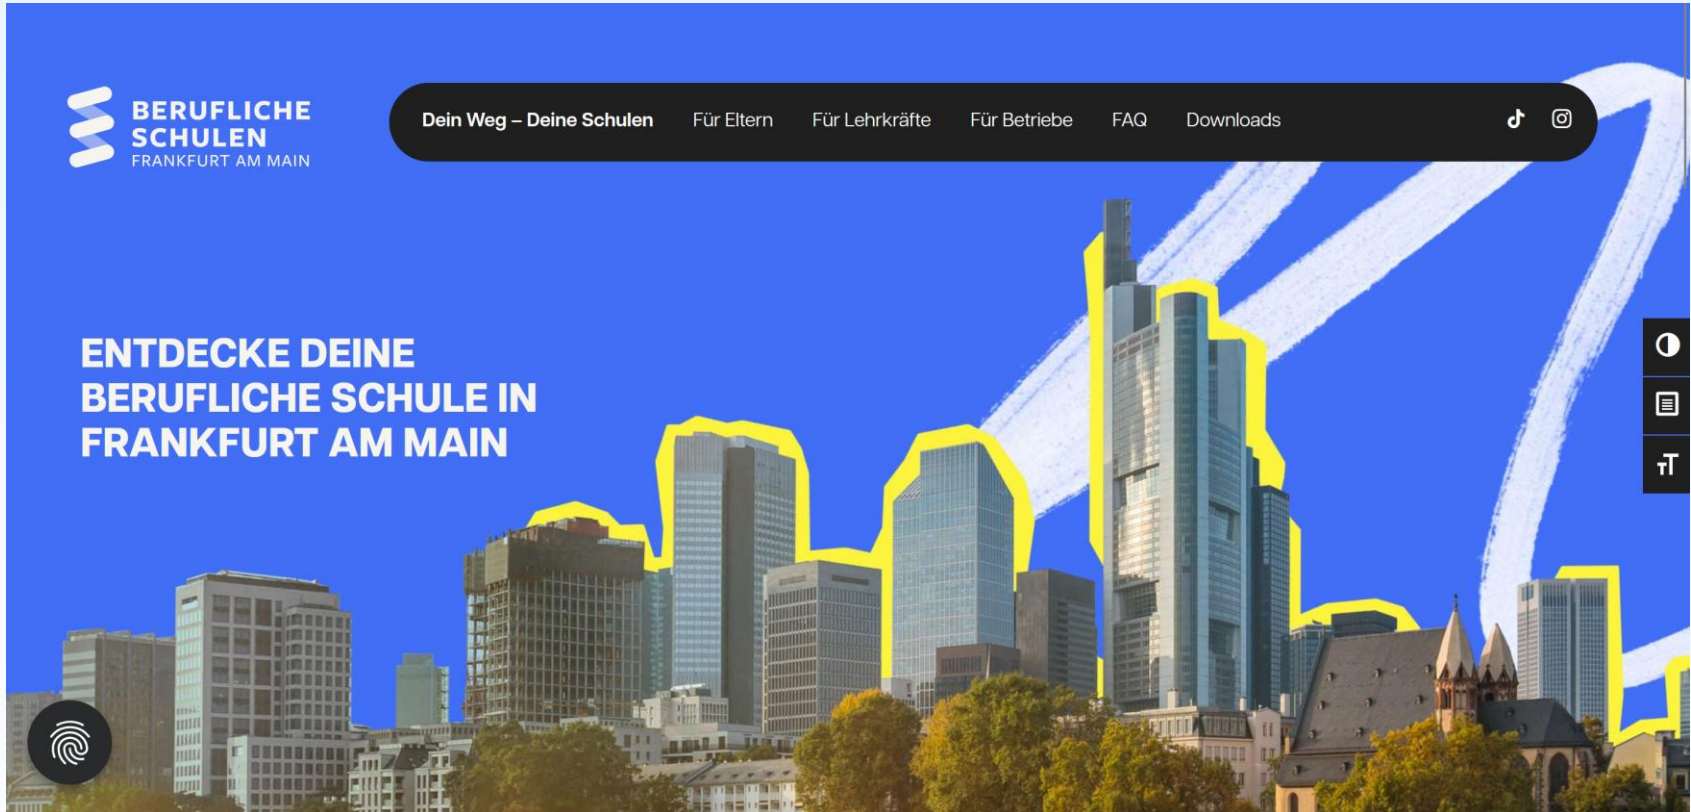 BERUFLICHE
SCHULEN
FRANKFURT AM MAIN
Dein Weg – Deine Schulen Für Eltern Für Lehrkräfte Für Betriebe FAQ Downloads
ENTDECKE DEINE
BERUFLICHE SCHULE IN
FRANKFURT AM MAIN
TT